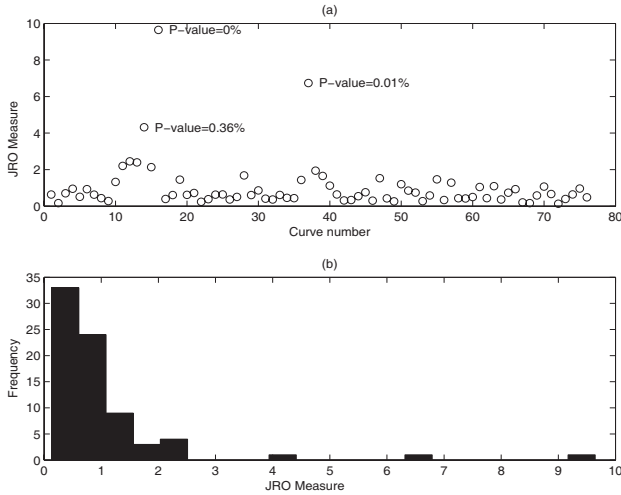 (a)
10
8
6
4
2
0
JRO Measure
P-value=0%
P-value=0.01%
P-value=0.36%
0 10 20 30 40 50 60 70 80
Curve number
(b)
35
30
25
20
15
10
5
0
Frequency
0 1 2 3 4 5 6 7 8 9 10
JRO Measure